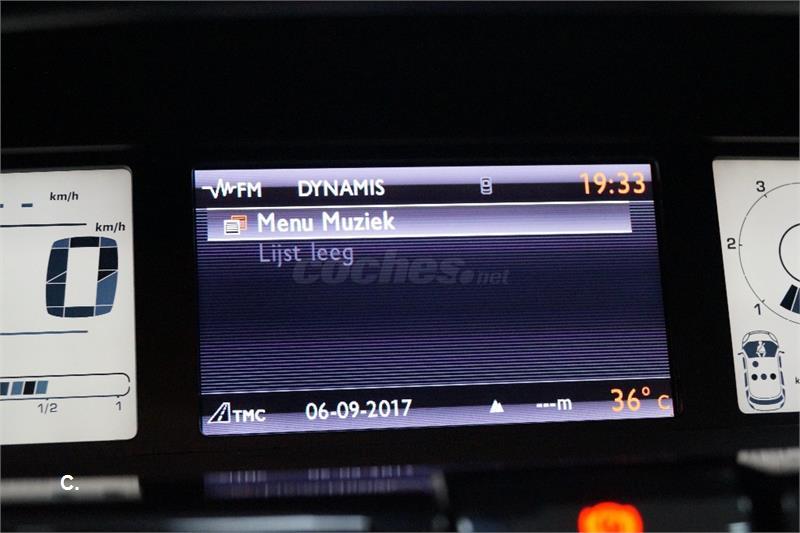 FM DYNAMIS 19:33
Menu Muziek
Lijst leeg
coches.net
km/h
km/h
0
1/2 1
3
2
1
TMC 06-09-2017 ---m 36° C
C.